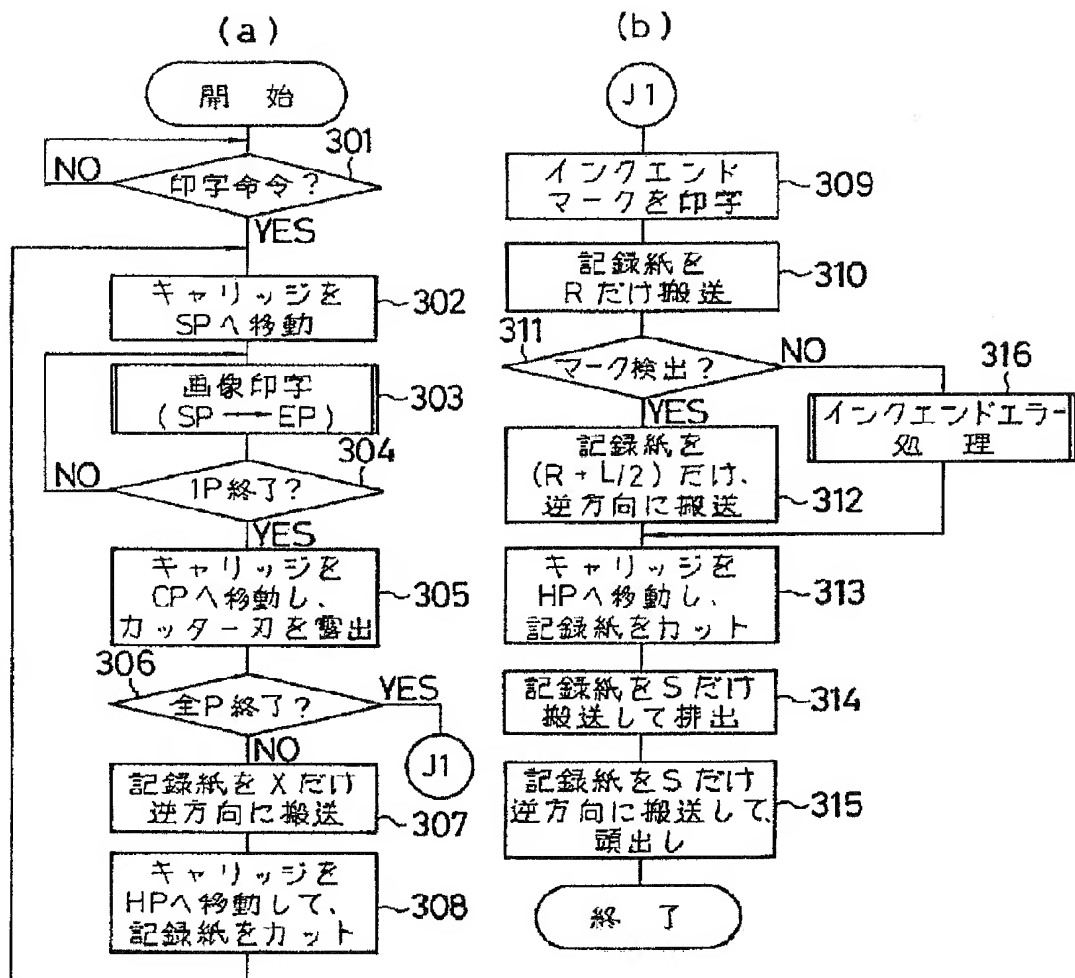 (a)
開始
301
NO
印字命令?
YES
キャリッジを
SPへ移動
302
画像印字
(SP→EP)
303
304
NO
1P終了?
YES
キャリッジを
CPへ移動し、
カッター刃を露出
305
306
全P終了?
YES
NO
J1
記録紙をXだけ
逆方向に搬送
307
キャリッジを
HPへ移動して、
記録紙をカット
308
(b)
J1
インクエンド
マークを印字
309
記録紙を
Rだけ搬送
310
311
マーク検出?
NO
YES
316
インクエンドエラー
処理
記録紙を
(R+L/2)だけ、
逆方向に搬送
312
キャリッジを
HPへ移動し、
記録紙をカット
313
記録紙をSだけ
搬送して排出
314
記録紙をSだけ
逆方向に搬送して、
頭出し
315
終了